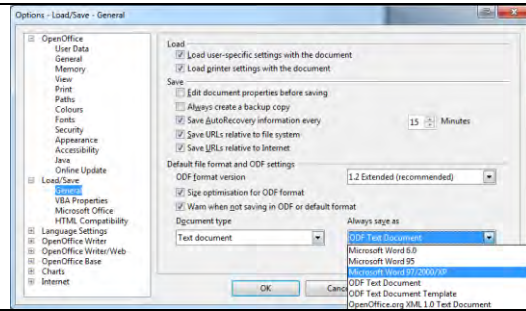 Options - Load/Save - General
OpenOffice
User Data
General
Memory
View
Print
Paths
Colours
Fonts
Security
Appearance
Accessibility
Java
Online Update
Load/Save
General
VBA Properties
Microsoft Office
HTML Compatibility
Language Settings
OpenOffice Writer
OpenOffice Writer/Web
OpenOffice Base
Charts
Internet
Load
Load user-specific settings with the document
Load printer settings with the document
Save
Edit document properties before saving
Always create a backup copy
Save AutoRecovery information every 15 Minutes
Save URLs relative to file system
Save URLs relative to Internet
Default file format and ODF settings
ODF format version 1.2 Extended (recommended)
Size optimisation for ODF format
Warn when not saving in ODF or default format
Document type Always save as
Text document ODF Text Document
Microsoft Word 6.0
Microsoft Word 95
Microsoft Word 97/2000/XP
ODF Text Document
ODF Text Document Template
OpenOffice.org XML 1.0 Text Document
OK